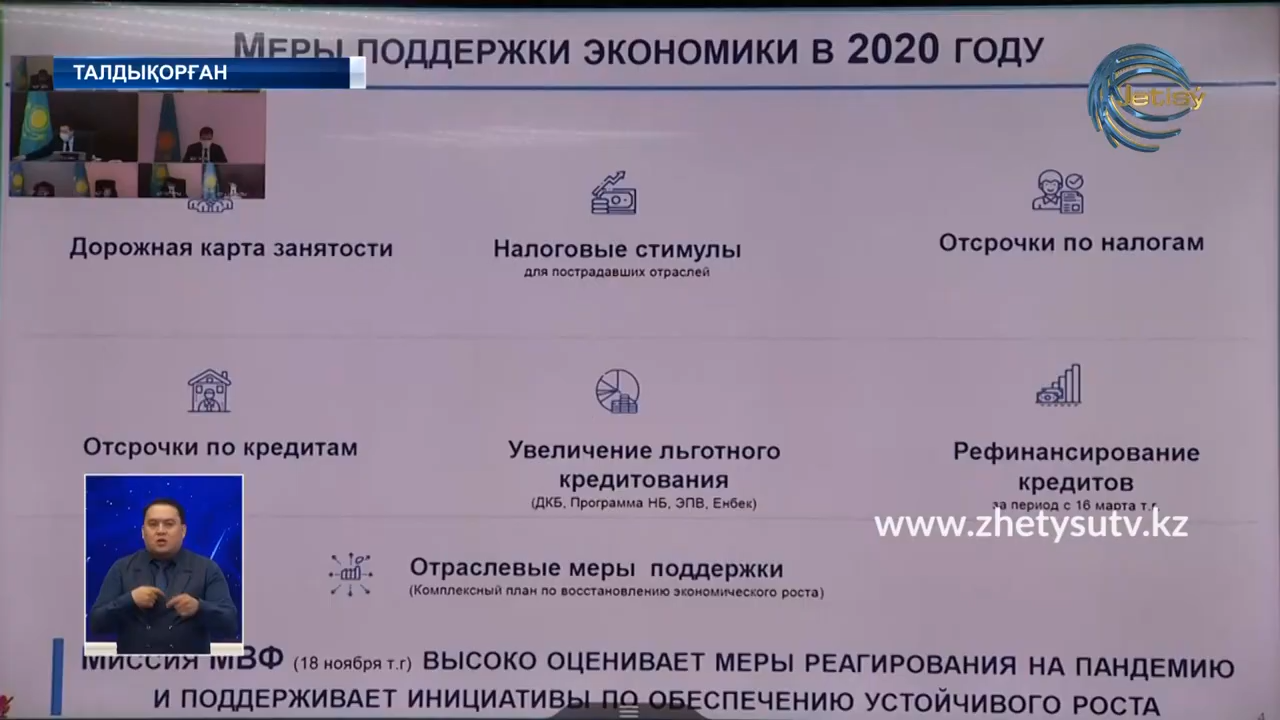 МЕРЫ ПОДДЕРЖКИ ЭКОНОМИКИ В 2020 ГОДУ
ТАЛДЫҚОРҒАН
Jetisý
Дорожная карта занятости
Налоговые стимулы
для пострадавших отраслей
Отсрочки по налогам
Отсрочки по кредитам
Увеличение льготного
кредитования
(ДКБ, Программа НБ, ЭПВ, Енбек)
Рефинансирование
кредитов
за период с 16 марта т.г.
www.zhetysutv.kz
Отраслевые меры поддержки
(Комплексный план по восстановлению экономического роста)
МИССИЯ МВФ (18 ноября т.г) ВЫСОКО ОЦЕНИВАЕТ МЕРЫ РЕАГИРОВАНИЯ НА ПАНДЕМИЮ
И ПОДДЕРЖИВАЕТ ИНИЦИАТИВЫ ПО ОБЕСПЕЧЕНИЮ УСТОЙЧИВОГО РОСТА
4